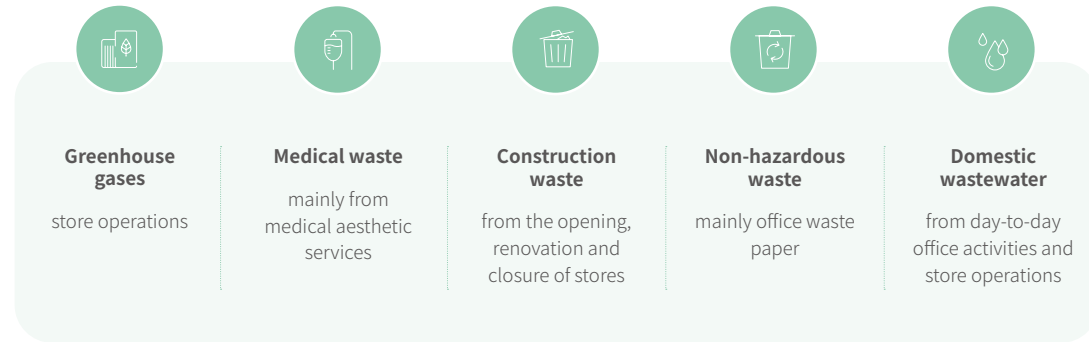 Greenhouse
gases
store operations
Medical waste
mainly from
medical aesthetic
services
Construction
waste
from the opening,
renovation and
closure of stores
Non-hazardous
waste
mainly office waste
paper
Domestic
wastewater
from day-to-day
office activities and
store operations